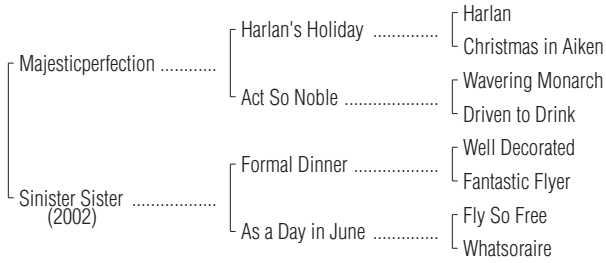 Harlan
Harlan's Holiday ..............
Christmas in Aiken
Majesticperfection ............
Wavering Monarch
Act So Noble ....................
Driven to Drink
Well Decorated
Formal Dinner ..................
Fantastic Flyer
Sinister Sister ..................
(2002)
Fly So Free
As a Day in June ..............
Whatsoraire